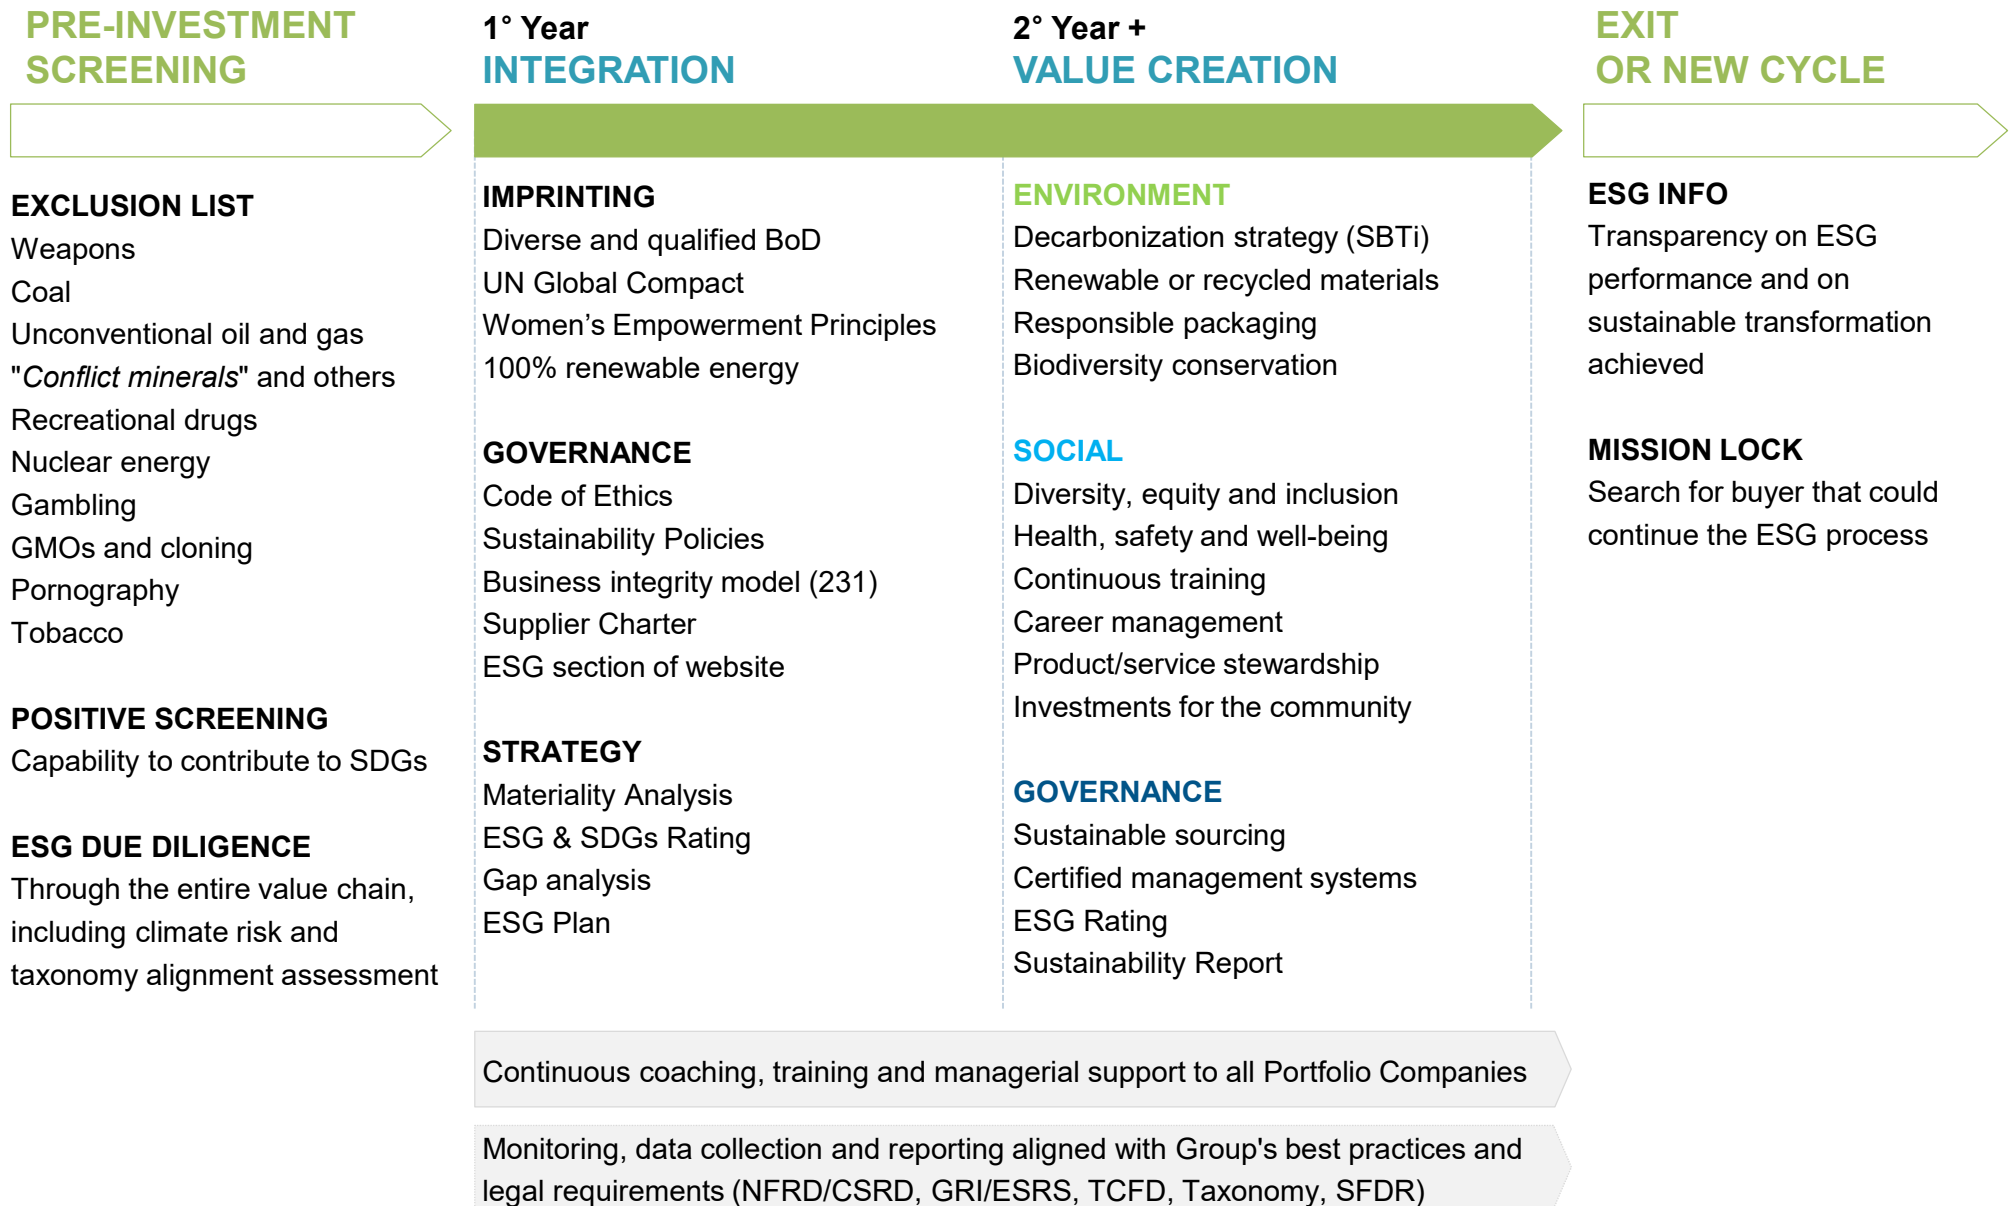 PRE-INVESTMENT
SCREENING
EXCLUSION LIST
Weapons
Coal
Unconventional oil and gas
"Conflict minerals" and others
Recreational drugs
Nuclear energy
Gambling
GMOs and cloning
Pornography
Tobacco
POSITIVE SCREENING
Capability to contribute to SDGs
ESG DUE DILIGENCE
Through the entire value chain,
including climate risk and
taxonomy alignment assessment
1° Year
INTEGRATION
IMPRINTING
Diverse and qualified BoD
UN Global Compact
Women’s Empowerment Principles
100% renewable energy
GOVERNANCE
Code of Ethics
Sustainability Policies
Business integrity model (231)
Supplier Charter
ESG section of website
STRATEGY
Materiality Analysis
ESG & SDGs Rating
Gap analysis
ESG Plan
2° Year +
VALUE CREATION
ENVIRONMENT
Decarbonization strategy (SBTi)
Renewable or recycled materials
Responsible packaging
Biodiversity conservation
SOCIAL
Diversity, equity and inclusion
Health, safety and well-being
Continuous training
Career management
Product/service stewardship
Investments for the community
GOVERNANCE
Sustainable sourcing
Certified management systems
ESG Rating
Sustainability Report
EXIT
OR NEW CYCLE
ESG INFO
Transparency on ESG
performance and on
sustainable transformation
achieved
MISSION LOCK
Search for buyer that could
continue the ESG process
Continuous coaching, training and managerial support to all Portfolio Companies
Monitoring, data collection and reporting aligned with Group's best practices and
legal requirements (NFRD/CSRD, GRI/ESRS, TCFD, Taxonomy, SFDR)